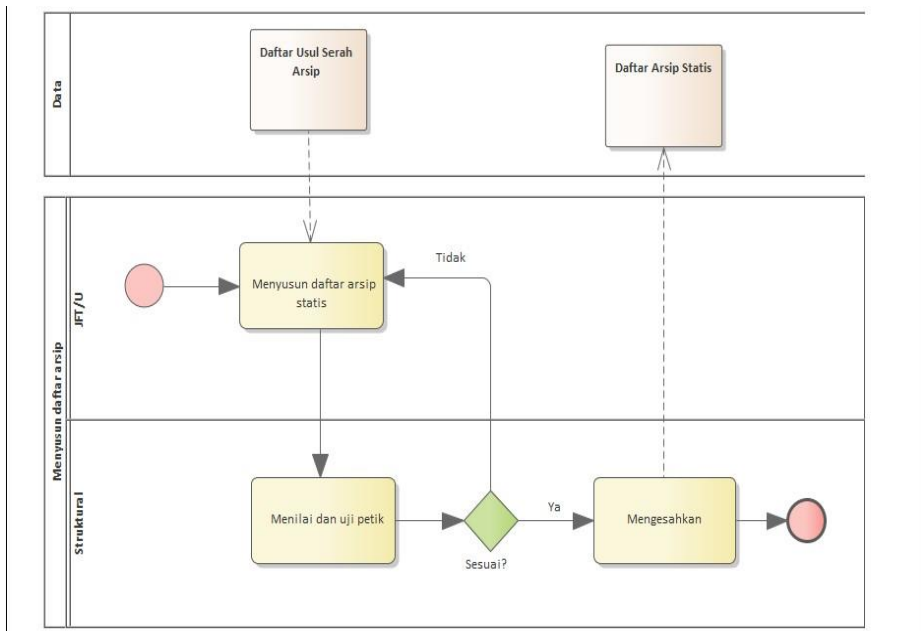 Data
Daftar Usul Serah
Arsip
Daftar Arsip Statis
Menyusun daftar arsip
JFT/U
Menyusun daftar arsip
statis
Tidak
Struktural
Menilai dan uji petik
Sesuai?
Ya
Mengesahkan